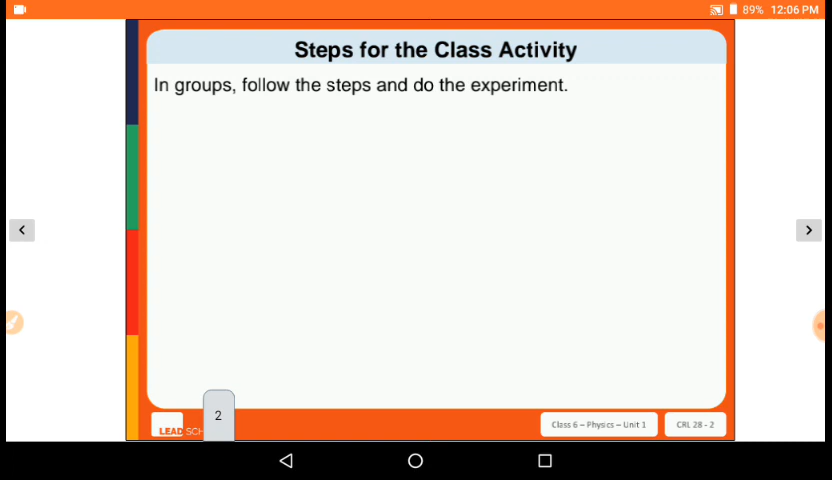 89% 12:06 PM
Steps for the Class Activity
In groups, follow the steps and do the experiment.
2
LEAD SCH
Class 6 – Physics – Unit 1
CRL 28 - 2